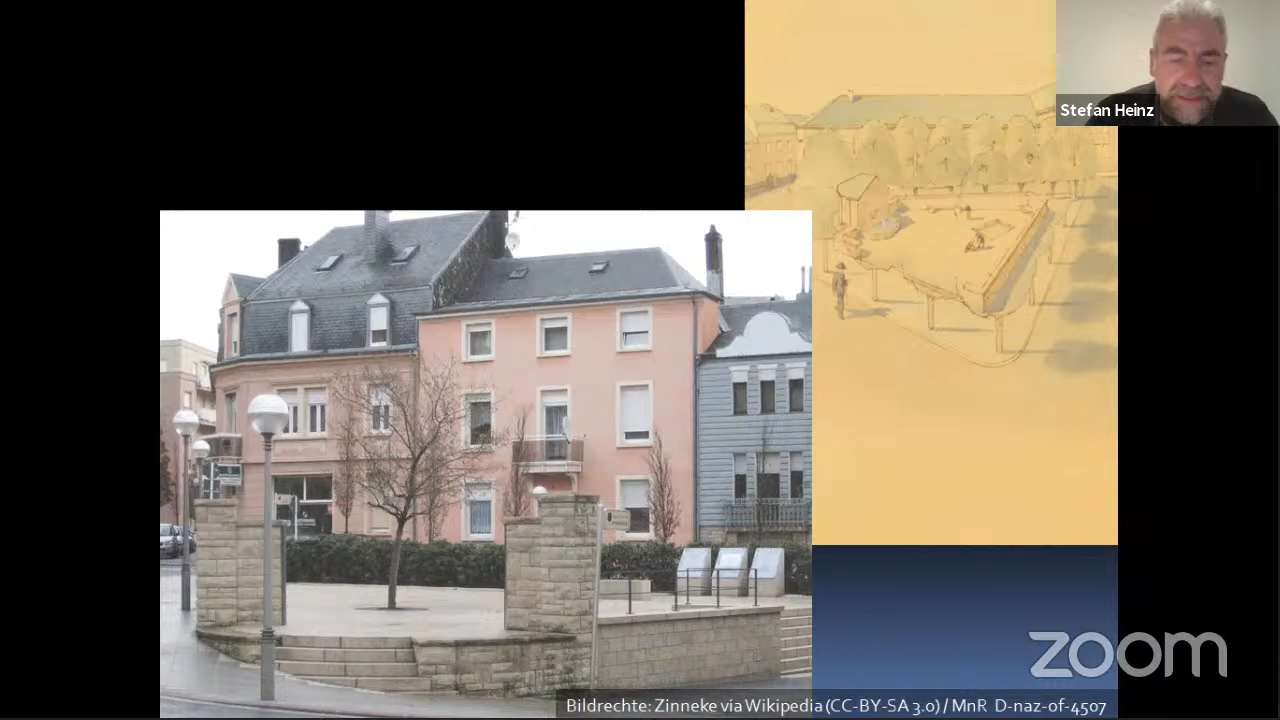 Stefan Heinz
zoom
Bildrechte: Zinneke via Wikipedia (CC-BY-SA 3.0) / MnR D-naz-of-4507